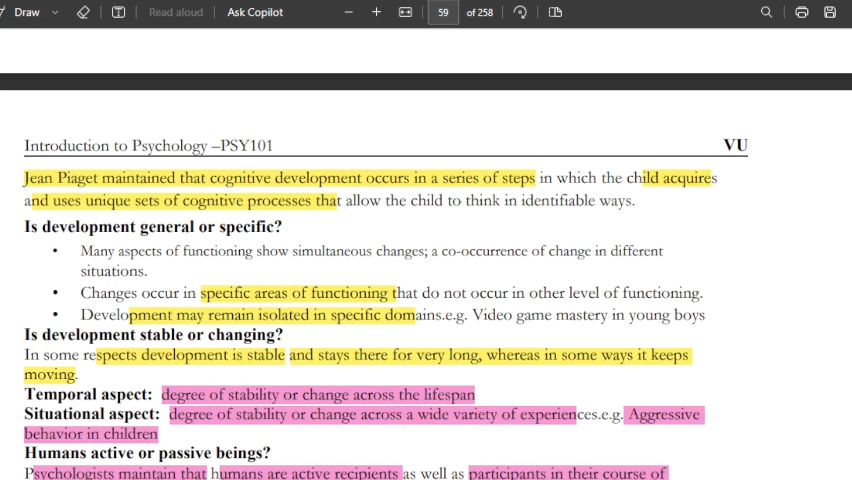 Draw Read aloud Ask Copilot 59 of 258
Introduction to Psychology –PSY101 VU
Jean Piaget maintained that cognitive development occurs in a series of steps in which the child acquires
and uses unique sets of cognitive processes that allow the child to think in identifiable ways.
Is development general or specific?
• Many aspects of functioning show simultaneous changes; a co-occurrence of change in different
situations.
• Changes occur in specific areas of functioning that do not occur in other level of functioning.
• Development may remain isolated in specific domains.e.g. Video game mastery in young boys
Is development stable or changing?
In some respects development is stable and stays there for very long, whereas in some ways it keeps
moving.
Temporal aspect: degree of stability or change across the lifespan
Situational aspect: degree of stability or change across a wide variety of experiences.e.g. Aggressive
behavior in children
Humans active or passive beings?
Psychologists maintain that humans are active recipients as well as participants in their course of